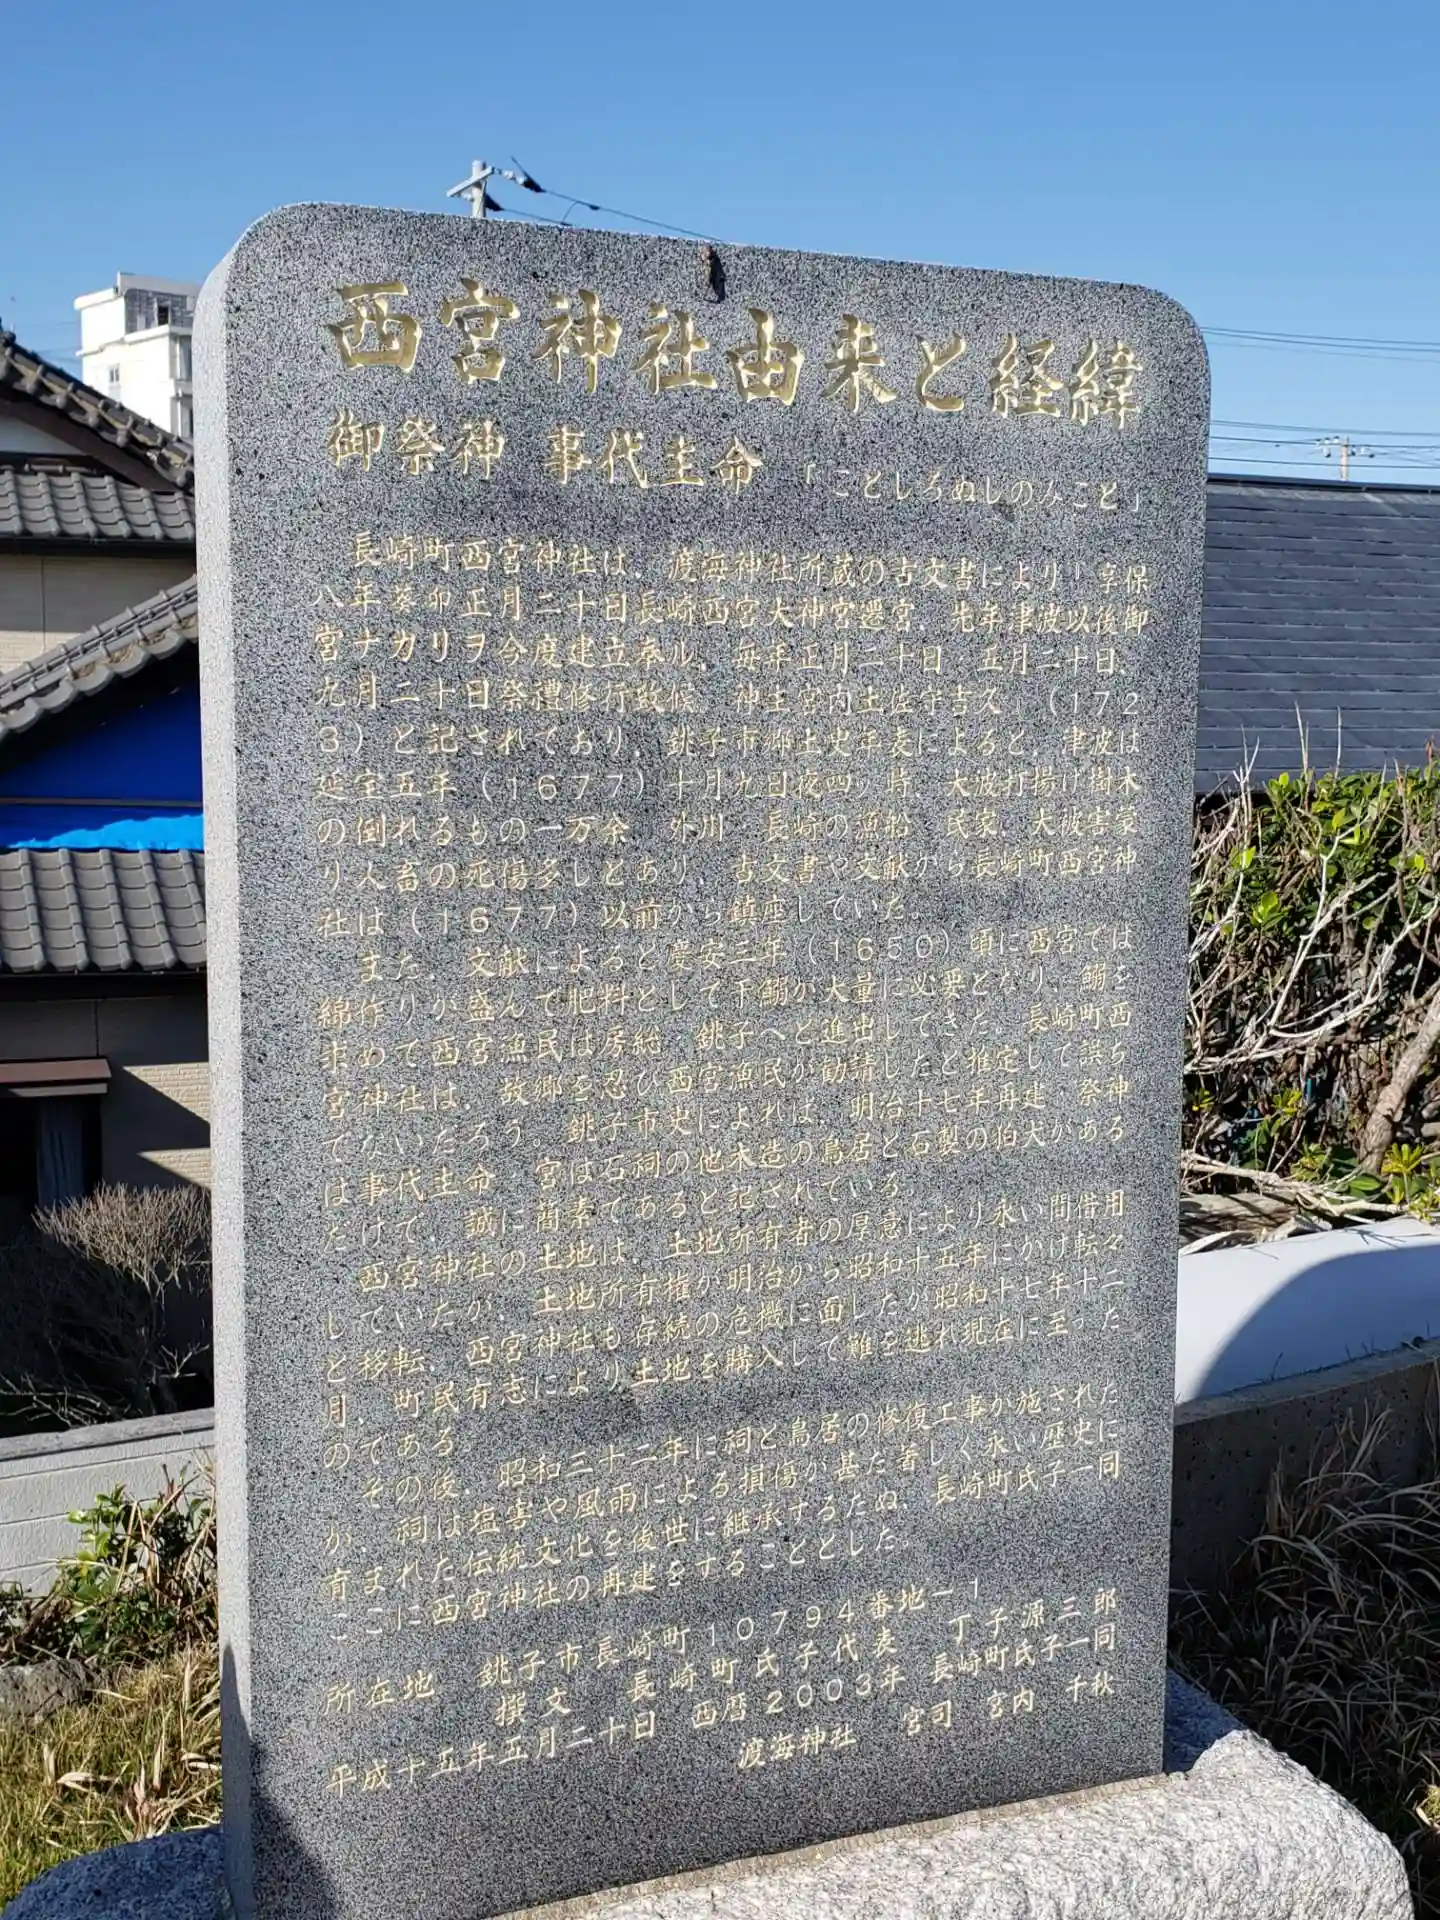 西宮神社由来と経緯
御祭神 事代主命 「ことしろぬしのみこと」
長崎町西宮神社は、渡海神社所蔵の古文書により「享保
八年葵卯正月二十日長崎西宮大神宮遷宮、先年津波以後御
宮ナカリヲ今度建立奉ル、毎年正月二十日、五月二十日、
九月二十日祭禮修行致候、神主宮内土佐守吉久」(172
3)と記されており、銚子市郷土史年表によると、津波は
延宝五年(1677)十月九日夜四ッ時、大波打揚げ樹木
の倒れるもの一万余、外川、長崎の漁船、民家、大被害蒙
り人畜の死傷多しとあり、古文書や文献から長崎町西宮神
社は(1677)以前から鎮座していた。
また、文献によると慶安三年(1650)頃に西宮では
綿作りが盛んで肥料として干鰯が大量に必要となり、鰯を
求めて西宮漁民は房総・銚子へと進出してきた。長崎町西
宮神社は、故郷を忍び西宮漁民が勧請したと推定して誤ち
ではないだろう。銚子市史によれば、明治十七年再建祭神
は事代主命、宮は石祠の他に木造の鳥居と石製の狛犬がある
だけで、誠に簡素であると記されている。
西宮神社の土地は、土地所有者の厚意により永い間借用
していたが、土地所有権が明治から昭和十五年にかけ転々
と移転、西宮神社も存続の危機に面したが昭和十七年十二
月、町民有志により土地を購入して難を逃れ現在に至った
のである。
その後、昭和三十二年に祠と鳥居の修復工事が施された
が、祠は塩害や風雨による損傷が甚だ著しく永い歴史に
育まれた伝統文化を後世に継承するため、長崎町氏子一同
ここに西宮神社の再建をすることとした。
所在地 銚子市長崎町10794番地-1
撰文 長崎町氏子代表 丁子源三郎
平成十五年五月二十日 西暦2003年 長崎町氏子一同
渡海神社 宮司 宮内 千秋